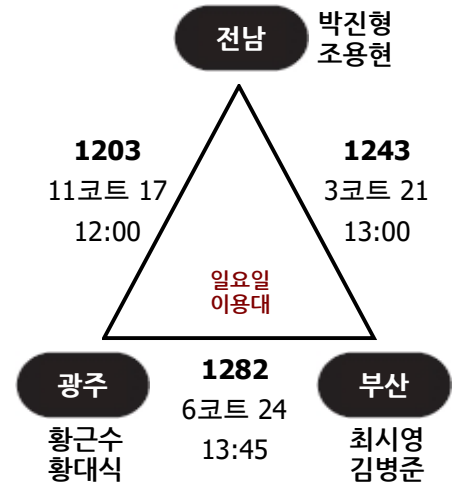 전남
박진형
조용현
1203
11코트 17
12:00
1243
3코트 21
13:00
일요일
이용대
광주
황근수
황대식
1282
6코트 24
13:45
부산
최시영
김병준